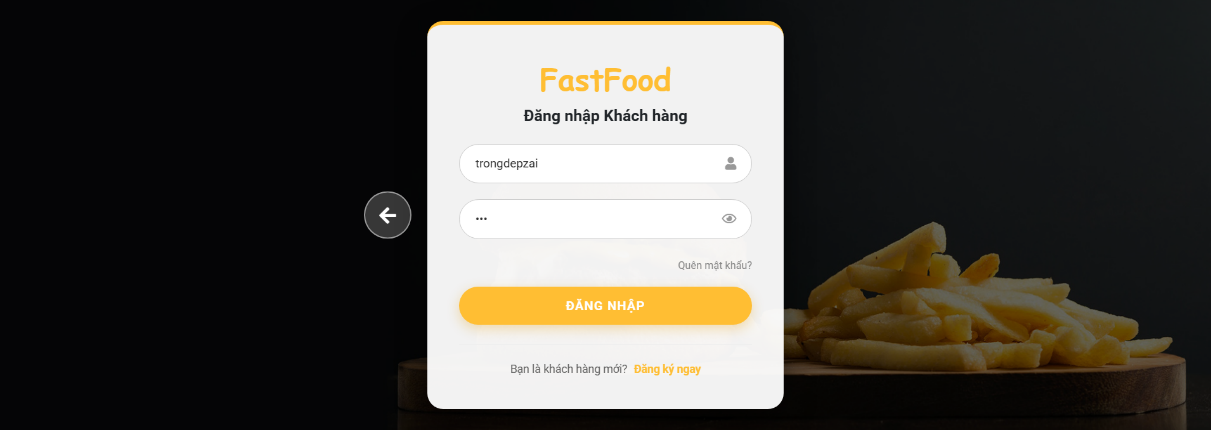 FastFood
Đăng nhập Khách hàng
trongdepzai
•••
Quên mật khẩu?
ĐĂNG NHẬP
Bạn là khách hàng mới? Đăng ký ngay